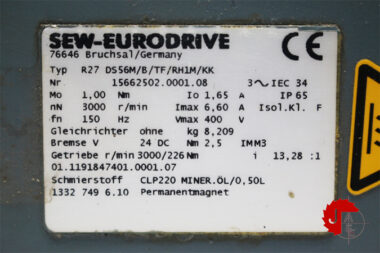 SEW-EURODRIVE CE
76646 Bruchsal/Germany
Typ R27 DS56M/B/TF/RH1M/KK
Nr. 15662502.0001.08 3~IEC 34
Mo 1,00 Nm Io 1,65 A IP 65
nN 3000 r/min Imax 6,60 A Isol.Kl. F
fn 150 Hz Vmax 400 V
Gleichrichter ohne kg 8,209
Bremse V 24 DC Nm 2,5 IMM3
Getriebe r/min 3000/226 Nm i 13,28 :1
01.1191847401.0001.07
Schmierstoff CLP220 MINER.ÖL/0,50L
1332 749 6.10 Permanentmagnet